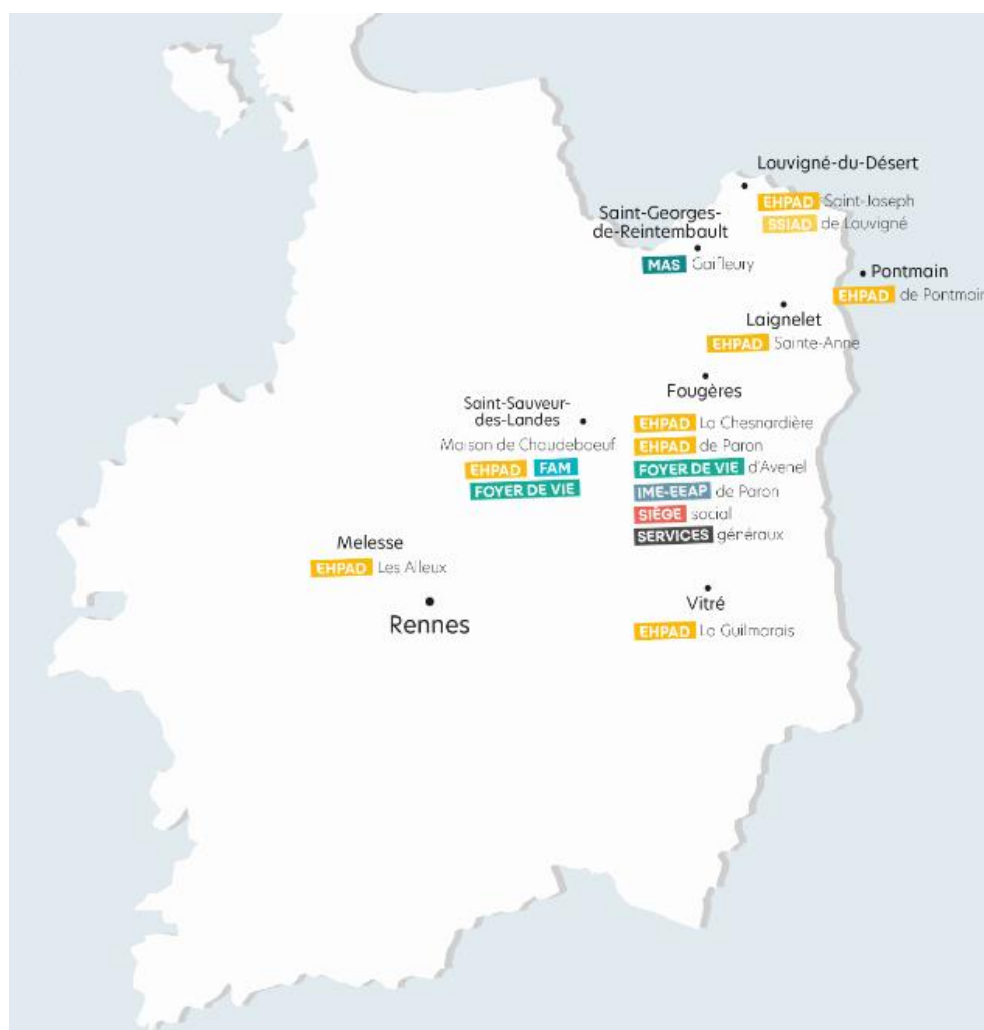 Louvigné-du-Désert
EHPAD Saint-Joseph
SSIAD de Louvigné
Saint-Georges-
de-Reintembault
MAS Gaifleury
Pontmain
EHPAD de Pontmain
Laignelet
EHPAD Sainte-Anne
Fougères
EHPAD La Chesnardière
EHPAD de Paron
FOYER DE VIE d'Avenel
IME-EEAP de Paron
SIÈGE social
SERVICES généraux
Saint-Sauveur-
des-Landes
Maison de Chaudeboeuf
EHPAD FAM
FOYER DE VIE
Melesse
EHPAD Les Alleux
Rennes
Vitré
EHPAD La Guilmarais